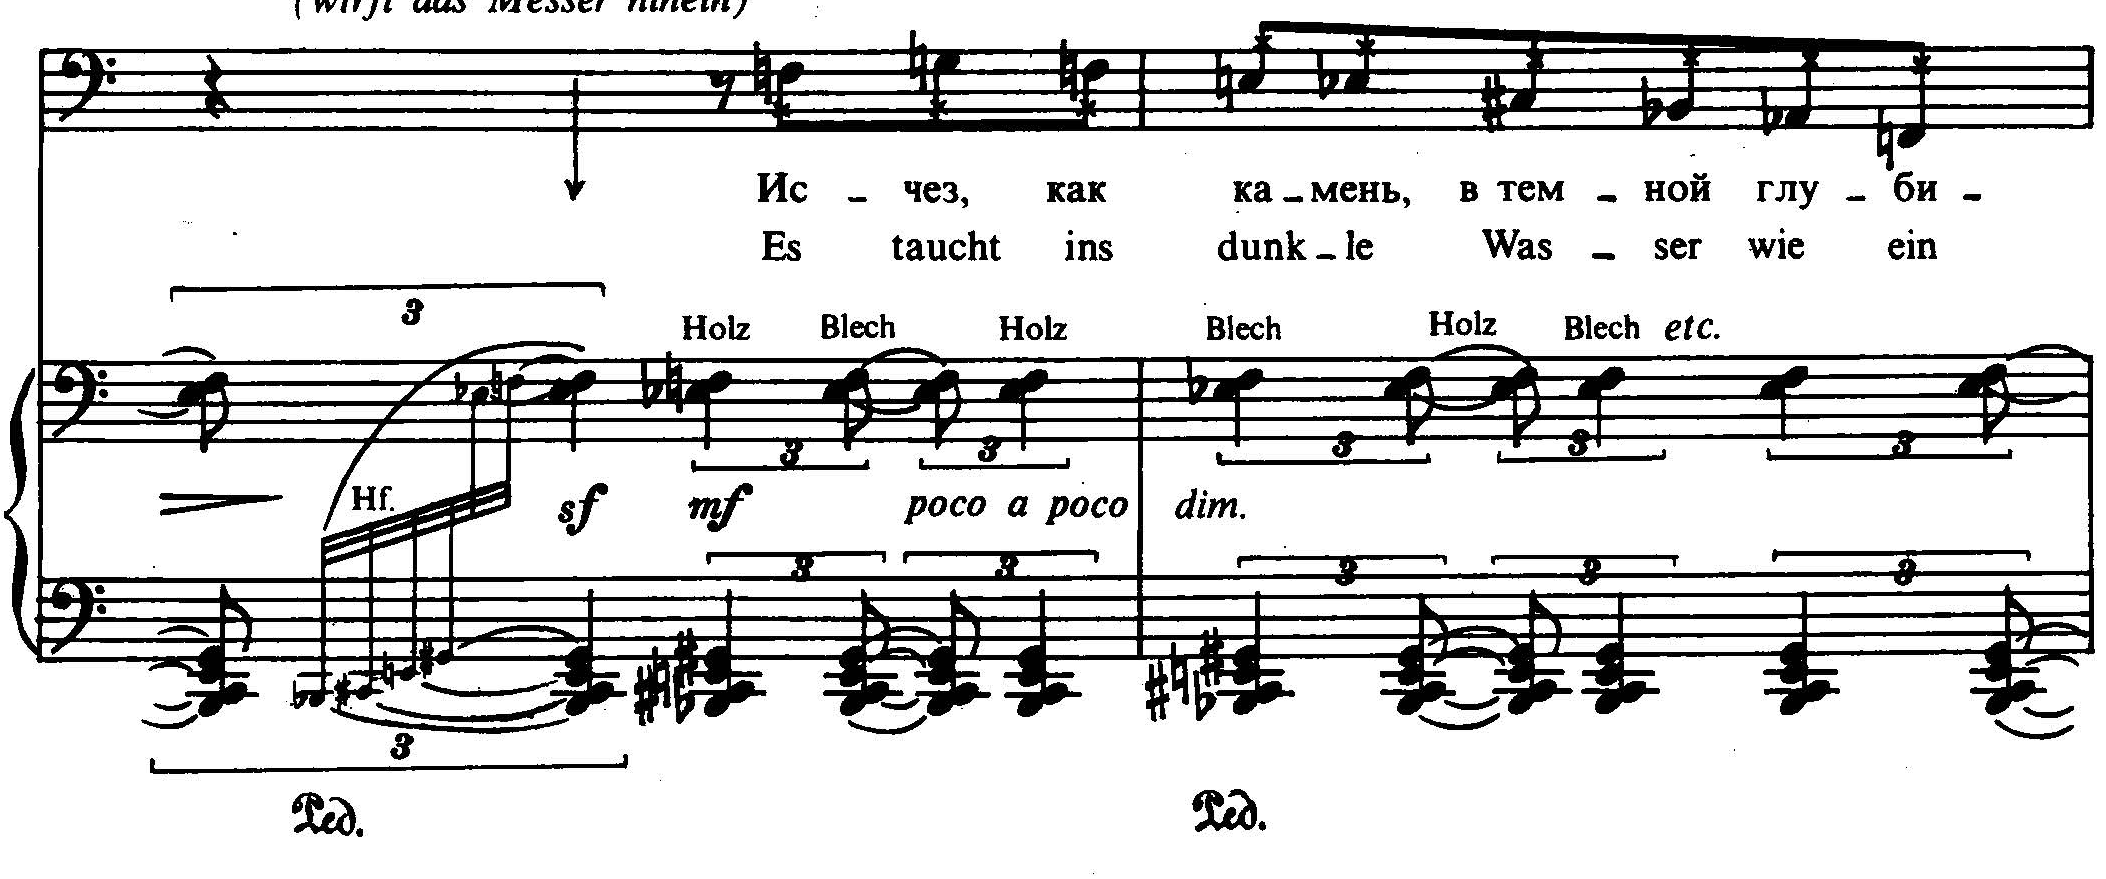 (wirft das Messer hinein)
Ис – чез, как ка – мень, в тем – ной глу – би –
Es taucht ins dunk – le Was – ser wie ein
3
Holz Blech Holz Blech Holz Blech etc.
3 3 3 3 3
Hf. sf mf poco a poco dim.
3 3 3 3 3
3
Ped. Ped.